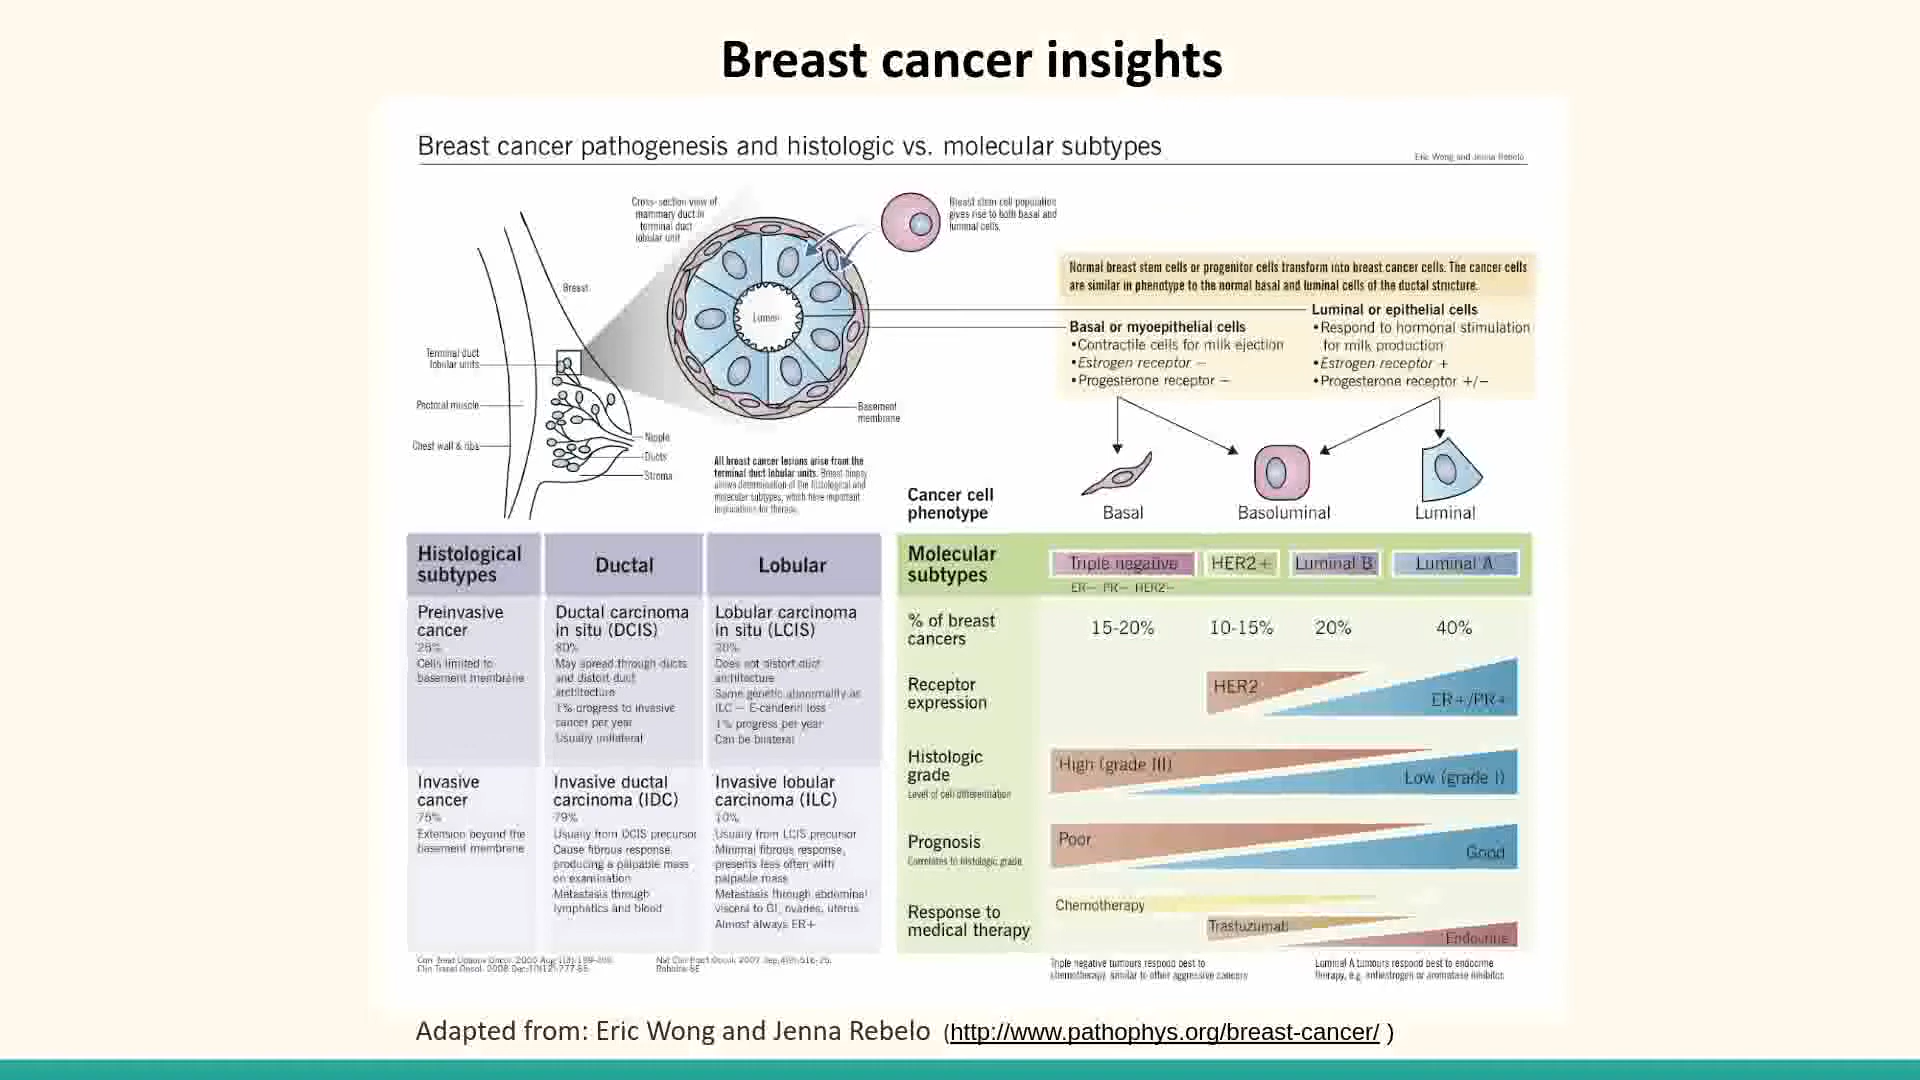 Breast cancer insights
Breast cancer pathogenesis and histologic vs. molecular subtypes
Eric Wong and Jenna Rebelo
Cross-section view of
mammary duct in
terminal duct
lobular unit
Breast stem cell population
gives rise to both basal and
luminal cells.
Breast
Lumen
Terminal duct
lobular units
Pectoral muscle
Chest wall & ribs
Nipple
Ducts
Stroma
Basement
membrane
All breast cancer lesions arise from the
terminal duct lobular units. Breast biopsy
allows determination of the histological and
molecular subtypes, which have important
implications for therapy.
Normal breast stem cells or progenitor cells transform into breast cancer cells. The cancer cells
are similar in phenotype to the normal basal and luminal cells of the ductal structure.
Basal or myoepithelial cells
•Contractile cells for milk ejection
•Estrogen receptor –
•Progesterone receptor –
Luminal or epithelial cells
•Respond to hormonal stimulation
for milk production
•Estrogen receptor +
•Progesterone receptor +/–
Cancer cell
phenotype
Basal
Basoluminal
Luminal
Histological
subtypes
Ductal
Lobular
Preinvasive
cancer
25%
Cells limited to
basement membrane
Ductal carcinoma
in situ (DCIS)
80%
May spread through ducts
and distort duct
architecture
1% progress to invasive
cancer per year
Usually unilateral
Lobular carcinoma
in situ (LCIS)
20%
Does not distort duct
architecture
Same genetic abnormality as
ILC – E-canderin loss
1% progress per year
Can be bilateral
Invasive
cancer
75%
Extension beyond the
basement membrane
Invasive ductal
carcinoma (IDC)
79%
Usually from DCIS precursor
Cause fibrous response,
producing a palpable mass
on examination
Metastasis through
lymphatics and blood
Invasive lobular
carcinoma (ILC)
10%
Usually from LCIS precursor
Minimal fibrous response,
presents less often with
palpable mass
Metastasis through abdominal
viscera to GI, ovaries, uterus
Almost always ER+
Molecular
subtypes
Triple negative
ER– PR– HER2–
HER2+
Luminal B
Luminal A
% of breast
cancers
15-20%
10-15%
20%
40%
Receptor
expression
HER2
ER+/PR+
Histologic
grade
Level of cell differentiation
High (grade III)
Low (grade I)
Prognosis
Correlates to histologic grade
Poor
Good
Response to
medical therapy
Chemotherapy
Trastuzumab
Endocrine
Triple negative tumours respond best to
chemotherapy, similar to other aggressive cancers
Luminal A tumours respond best to endocrine
therapy, e.g. antiestrogen or aromatase inhibitor.
Robbins 8E
Adapted from: Eric Wong and Jenna Rebelo (http://www.pathophys.org/breast-cancer/ )